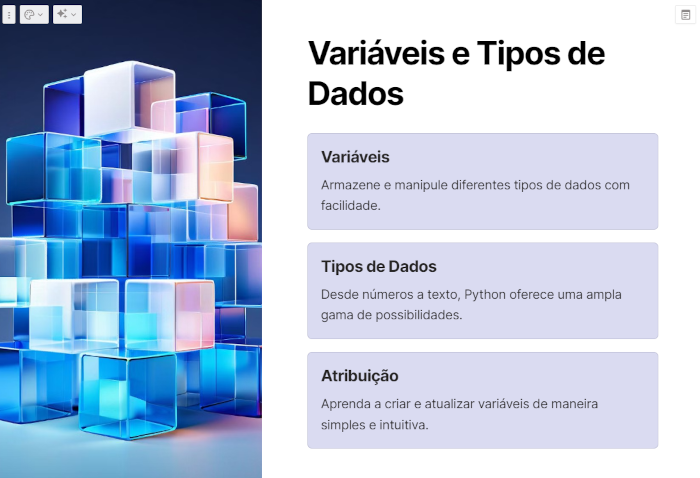 Variáveis e Tipos de
Dados
Variáveis
Armazene e manipule diferentes tipos de dados com
facilidade.
Tipos de Dados
Desde números a texto, Python oferece uma ampla
gama de possibilidades.
Atribuição
Aprenda a criar e atualizar variáveis de maneira
simples e intuitiva.